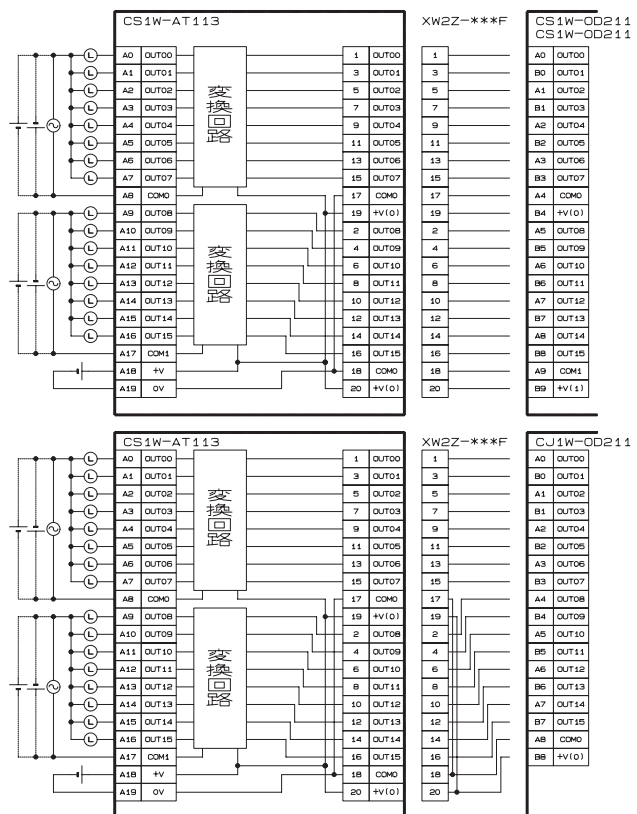 CS1W-AT113 XW2Z-***F CS1W-OD211
CS1W-OD211
L A0 OUT00 1 OUT00 1 A0 OUT00
L A1 OUT01 3 OUT01 3 B0 OUT01
L A2 OUT02 5 OUT02 5 A1 OUT02
L A3 OUT03 7 OUT03 7 B1 OUT03
L A4 OUT04 9 OUT04 9 A2 OUT04
L A5 OUT05 11 OUT05 11 B2 OUT05
L A6 OUT06 13 OUT06 13 A3 OUT06
L A7 OUT07 15 OUT07 15 B3 OUT07
変換回路
A8 COM0 17 COM0 17 A4 COM0
L A9 OUT08 19 +V(0) 19 B4 +V(0)
L A10 OUT09 2 OUT08 2 A5 OUT08
L A11 OUT10 4 OUT09 4 B5 OUT09
L A12 OUT11 6 OUT10 6 A6 OUT10
L A13 OUT12 8 OUT11 8 B6 OUT11
L A14 OUT13 10 OUT12 10 A7 OUT12
L A15 OUT14 12 OUT13 12 B7 OUT13
L A16 OUT15 14 OUT14 14 A8 OUT14
変換回路
A17 COM1 16 OUT15 16 B8 OUT15
A18 +V 18 COM0 18 A9 COM1
A19 0V 20 +V(0) 20 B9 +V(1)
CS1W-AT113 XW2Z-***F CJ1W-OD211
L A0 OUT00 1 OUT00 1 A0 OUT00
L A1 OUT01 3 OUT01 3 B0 OUT01
L A2 OUT02 5 OUT02 5 A1 OUT02
L A3 OUT03 7 OUT03 7 B1 OUT03
L A4 OUT04 9 OUT04 9 A2 OUT04
L A5 OUT05 11 OUT05 11 B2 OUT05
L A6 OUT06 13 OUT06 13 A3 OUT06
L A7 OUT07 15 OUT07 15 B3 OUT07
変換回路
A8 COM0 17 COM0 17 A4 OUT08
L A9 OUT08 19 +V(0) 19 B4 OUT09
L A10 OUT09 2 OUT08 2 A5 OUT10
L A11 OUT10 4 OUT09 4 B5 OUT11
L A12 OUT11 6 OUT10 6 A6 OUT12
L A13 OUT12 8 OUT11 8 B6 OUT13
L A14 OUT13 10 OUT12 10 A7 OUT14
L A15 OUT14 12 OUT13 12 B7 OUT15
L A16 OUT15 14 OUT14 14 A8 COM0
変換回路
A17 COM1 16 OUT15 16 B8 +V(0)
A18 +V 18 COM0 18
A19 0V 20 +V(0) 20